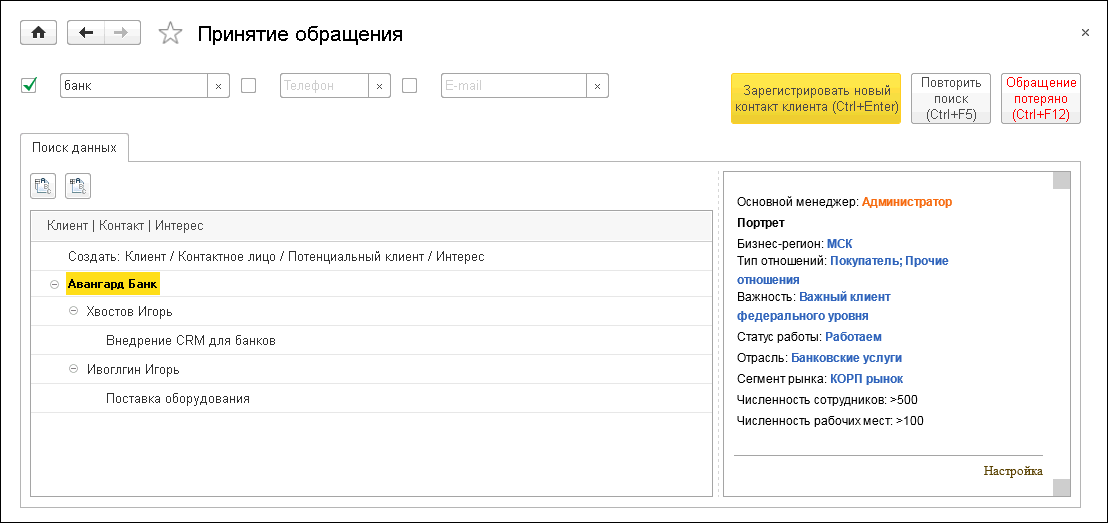 Принятие обращения
×
банк ×
Телефон ×
E-mail ×
Зарегистрировать новый
контакт клиента (Ctrl+Enter)
Повторить
поиск
(Ctrl+F5)
Обращение
потеряно
(Ctrl+F12)
Поиск данных
Клиент | Контакт | Интерес
Создать: Клиент / Контактное лицо / Потенциальный клиент / Интерес
Авангард Банк
Хвостов Игорь
Внедрение CRM для банков
Ивоглгин Игорь
Поставка оборудования
Основной менеджер: Администратор
Портрет
Бизнес-регион: МСК
Тип отношений: Покупатель; Прочие
отношения
Важность: Важный клиент
федерального уровня
Статус работы: Работаем
Отрасль: Банковские услуги
Сегмент рынка: КОРП рынок
Численность сотрудников: >500
Численность рабочих мест: >100
Настройка